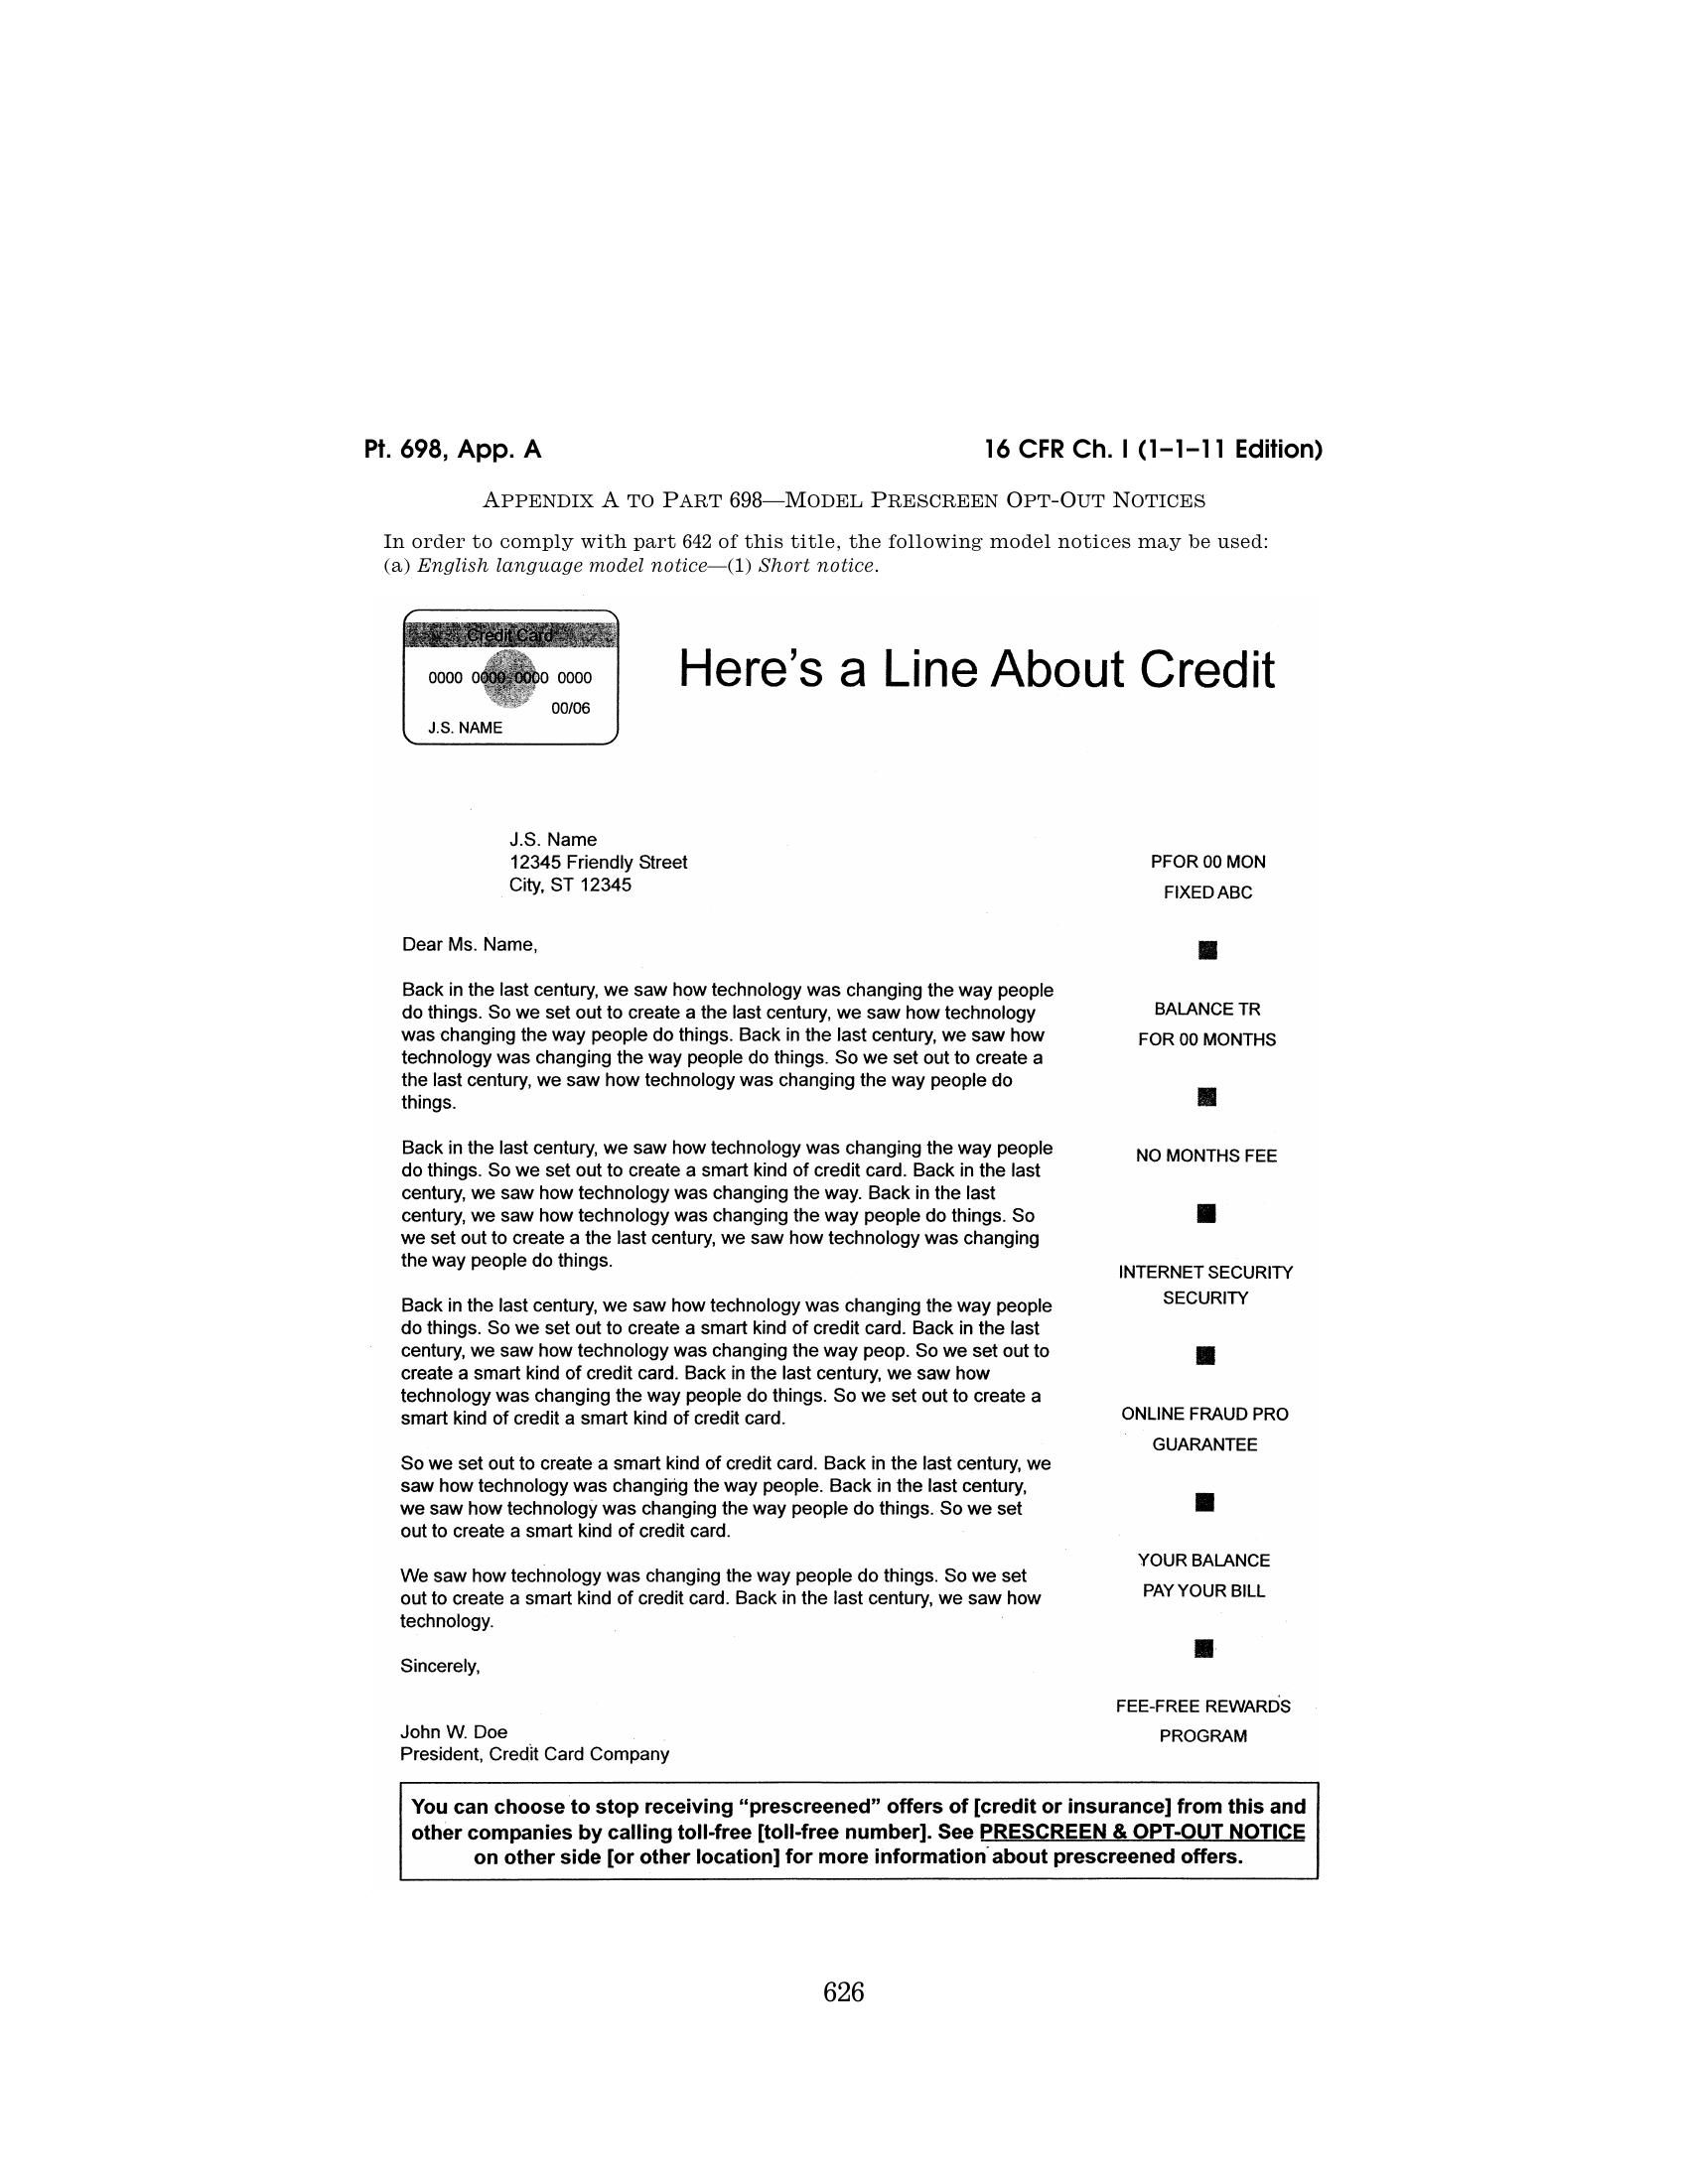 Pt. 698, App. A
16 CFR Ch. I (1–1–11 Edition)
APPENDIX A TO PART 698—MODEL PRESCREEN OPT-OUT NOTICES
In order to comply with part 642 of this title, the following model notices may be used:
(a) English language model notice—(1) Short notice.
Credit Card
0000 0000 0000 0000
00/06
J.S. NAME
Here's a Line About Credit
J.S. Name
12345 Friendly Street
City, ST 12345
Dear Ms. Name,
Back in the last century, we saw how technology was changing the way people
do things. So we set out to create a the last century, we saw how technology
was changing the way people do things. Back in the last century, we saw how
technology was changing the way people do things. So we set out to create a
the last century, we saw how technology was changing the way people do
things.
Back in the last century, we saw how technology was changing the way people
do things. So we set out to create a smart kind of credit card. Back in the last
century, we saw how technology was changing the way. Back in the last
century, we saw how technology was changing the way people do things. So
we set out to create a the last century, we saw how technology was changing
the way people do things.
Back in the last century, we saw how technology was changing the way people
do things. So we set out to create a smart kind of credit card. Back in the last
century, we saw how technology was changing the way peop. So we set out to
create a smart kind of credit card. Back in the last century, we saw how
technology was changing the way people do things. So we set out to create a
smart kind of credit a smart kind of credit card.
So we set out to create a smart kind of credit card. Back in the last century, we
saw how technology was changing the way people. Back in the last century,
we saw how technology was changing the way people do things. So we set
out to create a smart kind of credit card.
We saw how technology was changing the way people do things. So we set
out to create a smart kind of credit card. Back in the last century, we saw how
technology.
Sincerely,
John W. Doe
President, Credit Card Company
PFOR 00 MON
FIXED ABC
BALANCE TR
FOR 00 MONTHS
NO MONTHS FEE
INTERNET SECURITY
SECURITY
ONLINE FRAUD PRO
GUARANTEE
YOUR BALANCE
PAY YOUR BILL
FEE-FREE REWARDS
PROGRAM
You can choose to stop receiving “prescreened” offers of [credit or insurance] from this and
other companies by calling toll-free [toll-free number]. See PRESCREEN & OPT-OUT NOTICE
on other side [or other location] for more information about prescreened offers.
626